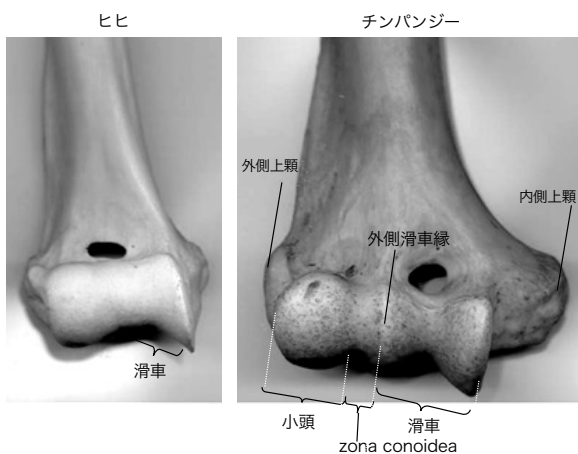 ヒヒ
チンパンジー
外側上顆
内側上顆
外側滑車縁
滑車
小頭
滑車
zona conoidea